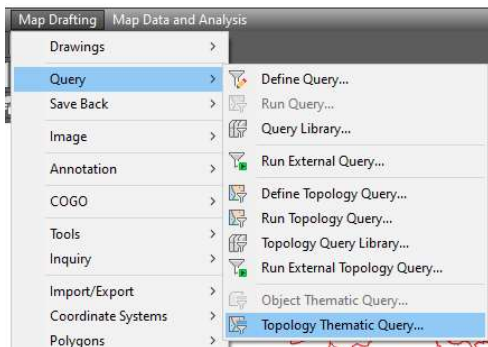 Map Drafting Map Data and Analysis
Drawings
Query
Save Back
Image
Annotation
COGO
Tools
Inquiry
Import/Export
Coordinate Systems
Polygons
Define Query...
Run Query...
Query Library...
Run External Query...
Define Topology Query...
Run Topology Query...
Topology Query Library...
Run External Topology Query...
Object Thematic Query...
Topology Thematic Query...